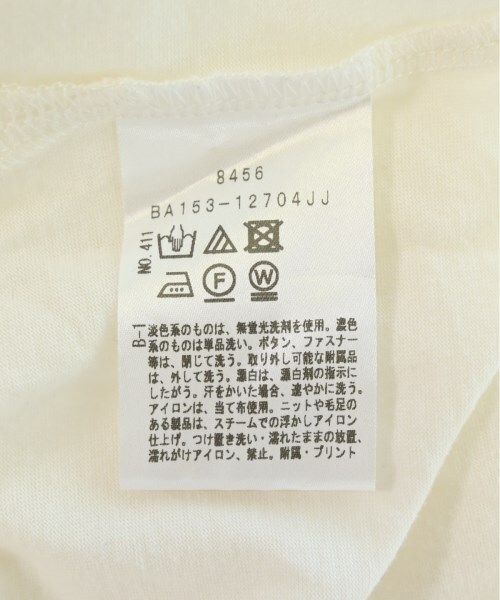 8456
BA153-12704JJ
NO.411
F
W
B-1
淡色系のものは、無蛍光洗剤を使用。濃色
系のものは単品洗い。ボタン、ファスナー
等は、閉じて洗う。取り外し可能な附属品
は、外して洗う。漂白は、漂白剤の指示に
したがう。汗をかいた場合、速やかに洗う。
アイロンは、当て布使用。ニットや毛足の
ある製品は、スチームでの浮かしアイロン
仕上げ。つけ置き洗い・濡れたままの放置、
濡れがけアイロン、禁止。附属・プリント